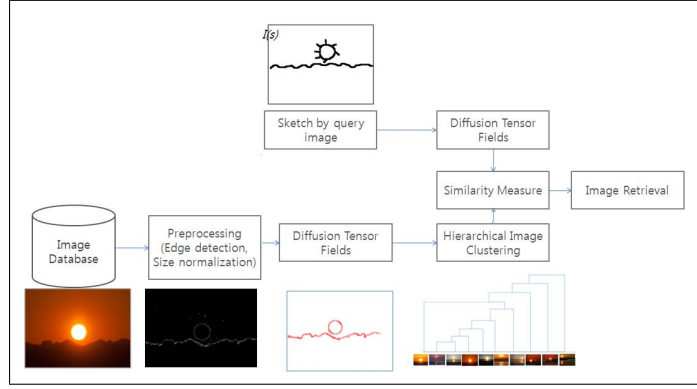 I(s)
Sketch by query
image
Diffusion Tensor
Fields
Similarity Measure
Image Retrieval
Image
Database
Preprocessing
(Edge detection,
Size normalization)
Diffusion Tensor
Fields
Hierarchical Image
Clustering